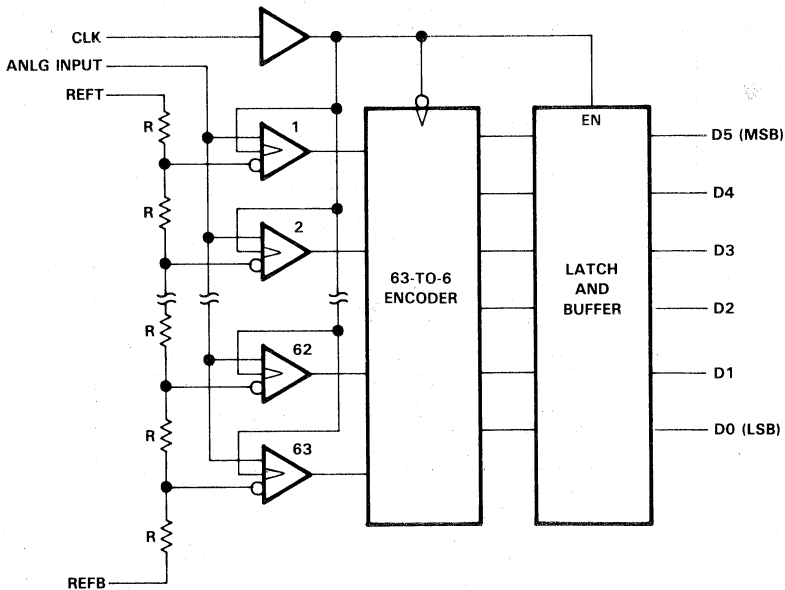 CLK
ANLG INPUT
REFT
R
1
EN
D5 (MSB)
D4
R
2
D3
63-TO-6
ENCODER
LATCH
AND
BUFFER
D2
R
62
D1
R
63
D0 (LSB)
R
REFB